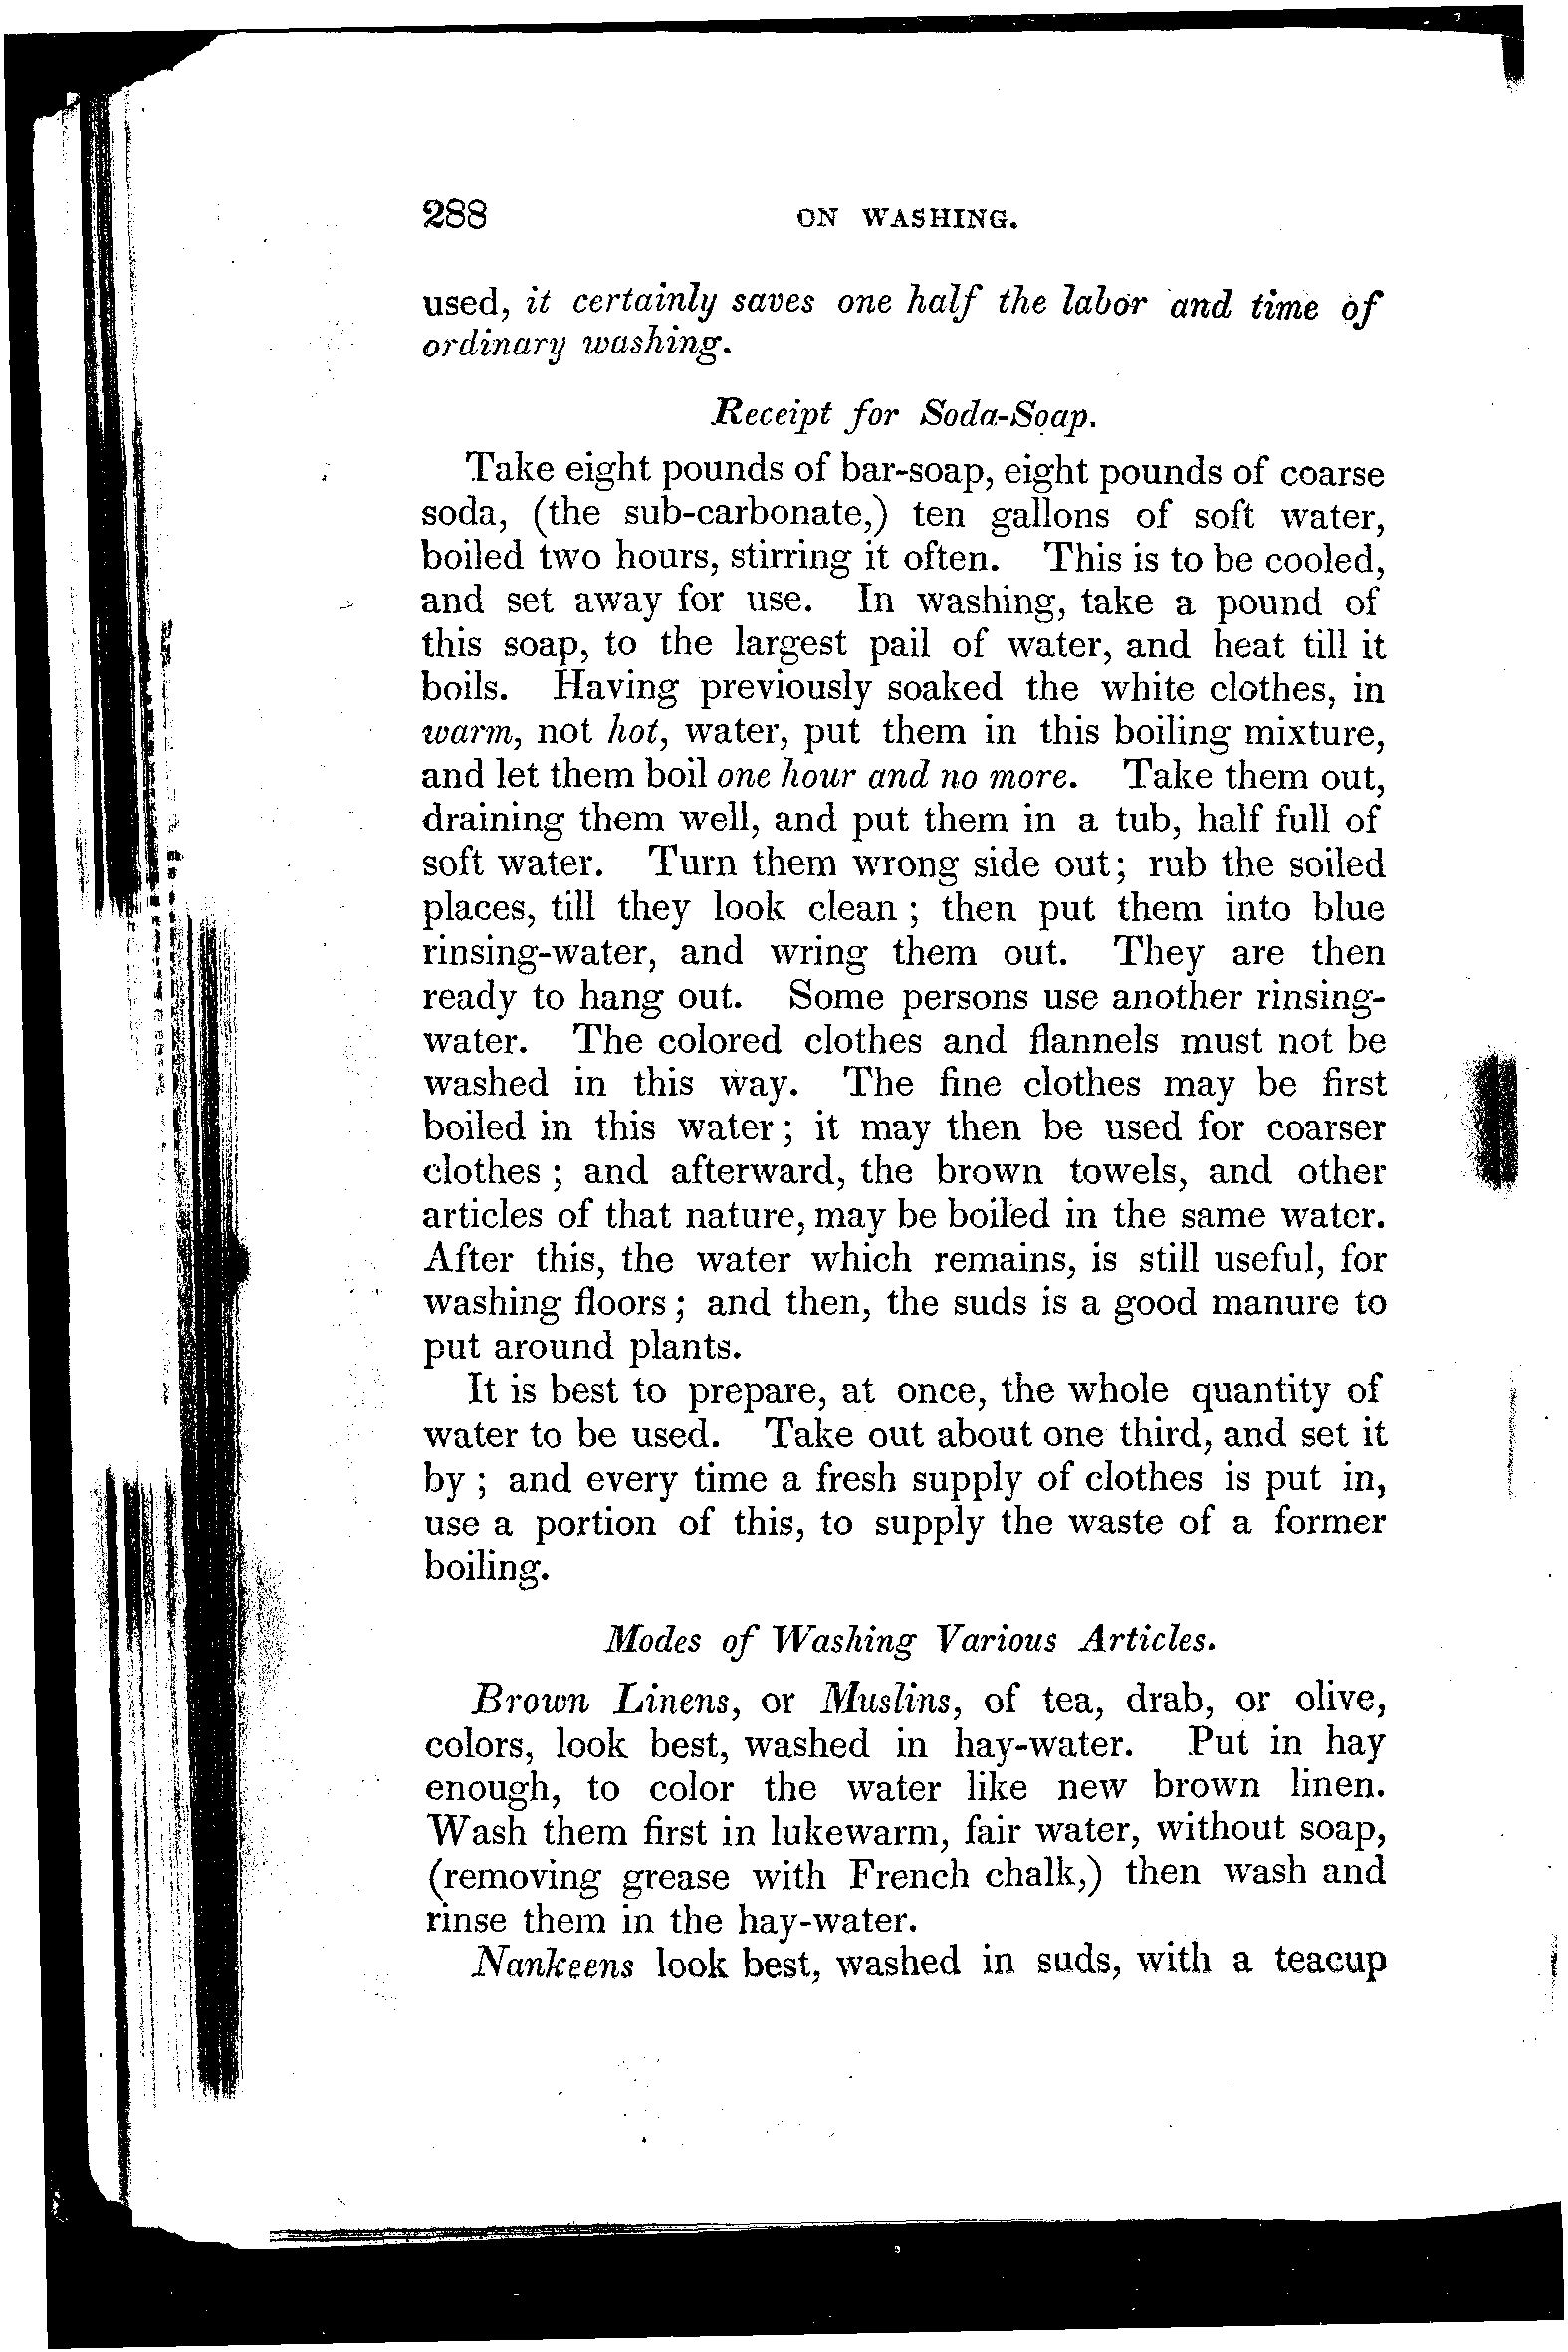 288 ON WASHING.
used, it certainly saves one half the labor and time of
ordinary washing.
Receipt for Soda-Soap.
Take eight pounds of bar-soap, eight pounds of coarse
soda, (the sub-carbonate,) ten gallons of soft water,
boiled two hours, stirring it often. This is to be cooled,
and set away for use. In washing, take a pound of
this soap, to the largest pail of water, and heat till it
boils. Having previously soaked the white clothes, in
warm, not hot, water, put them in this boiling mixture,
and let them boil one hour and no more. Take them out,
draining them well, and put them in a tub, half full of
soft water. Turn them wrong side out; rub the soiled
places, till they look clean; then put them into blue
rinsing-water, and wring them out. They are then
ready to hang out. Some persons use another rinsing-
water. The colored clothes and flannels must not be
washed in this way. The fine clothes may be first
boiled in this water; it may then be used for coarser
clothes; and afterward, the brown towels, and other
articles of that nature, may be boiled in the same water.
After this, the water which remains, is still useful, for
washing floors; and then, the suds is a good manure to
put around plants.
It is best to prepare, at once, the whole quantity of
water to be used. Take out about one third, and set it
by; and every time a fresh supply of clothes is put in,
use a portion of this, to supply the waste of a former
boiling.
Modes of Washing Various Articles.
Brown Linens, or Muslins, of tea, drab, or olive,
colors, look best, washed in hay-water. Put in hay
enough, to color the water like new brown linen.
Wash them first in lukewarm, fair water, without soap,
(removing grease with French chalk,) then wash and
rinse them in the hay-water.
Nankeens look best, washed in suds, with a teacup